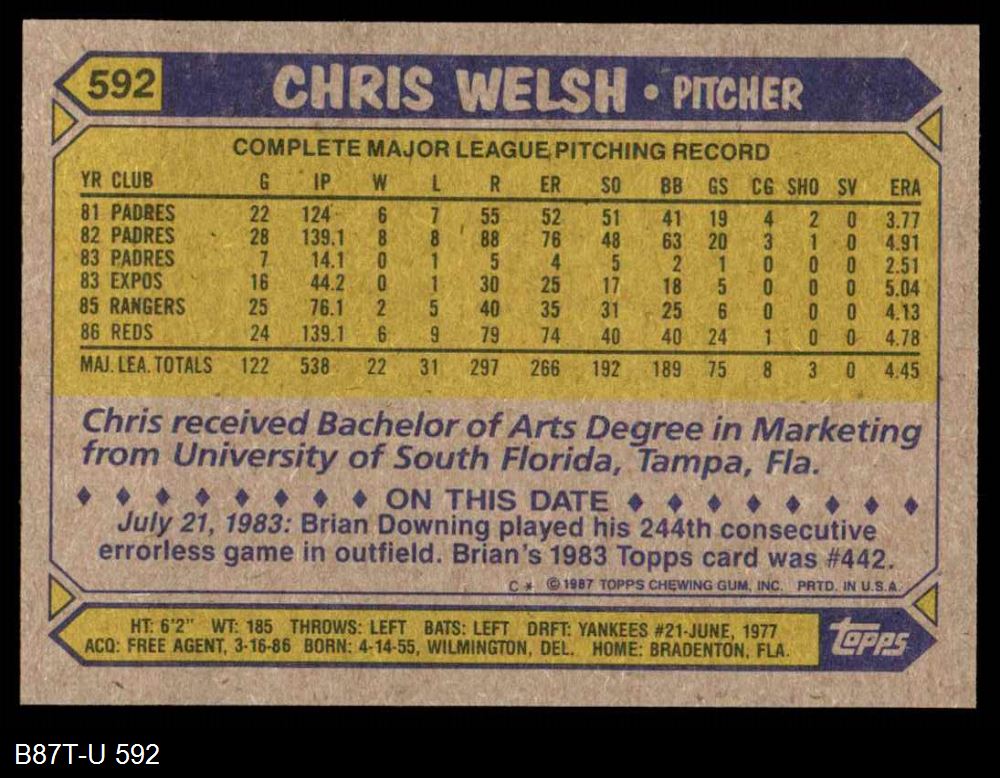 592 CHRIS WELSH • PITCHER
COMPLETE MAJOR LEAGUE PITCHING RECORD
YR CLUB G IP W L R ER SO BB GS CG SHO SV ERA
81 PADRES 22 124 6 7 55 52 51 41 19 4 2 0 3.77
82 PADRES 28 139.1 8 8 88 76 48 63 20 3 1 0 4.91
83 PADRES 7 14.1 0 1 5 4 5 2 1 0 0 0 2.51
83 EXPOS 16 44.2 0 1 30 25 17 18 5 0 0 0 5.04
85 RANGERS 25 76.1 2 5 40 35 31 25 6 0 0 0 4.13
86 REDS 24 139.1 6 9 79 74 40 40 24 1 0 0 4.78
MAJ. LEA. TOTALS 122 538 22 31 297 266 192 189 75 8 3 0 4.45
Chris received Bachelor of Arts Degree in Marketing
from University of South Florida, Tampa, Fla.
♦ ♦ ♦ ♦ ♦ ♦ ♦ ♦ ON THIS DATE ♦ ♦ ♦ ♦ ♦ ♦ ♦ ♦
July 21, 1983: Brian Downing played his 244th consecutive
errorless game in outfield. Brian's 1983 Topps card was #442.
C * © 1987 TOPPS CHEWING GUM, INC. PRTD. IN U.S.A.
HT: 6'2" WT: 185 THROWS: LEFT BATS: LEFT DRFT: YANKEES #21-JUNE, 1977
ACQ: FREE AGENT, 3-16-86 BORN: 4-14-55, WILMINGTON, DEL. HOME: BRADENTON, FLA.
topps
B87T-U 592